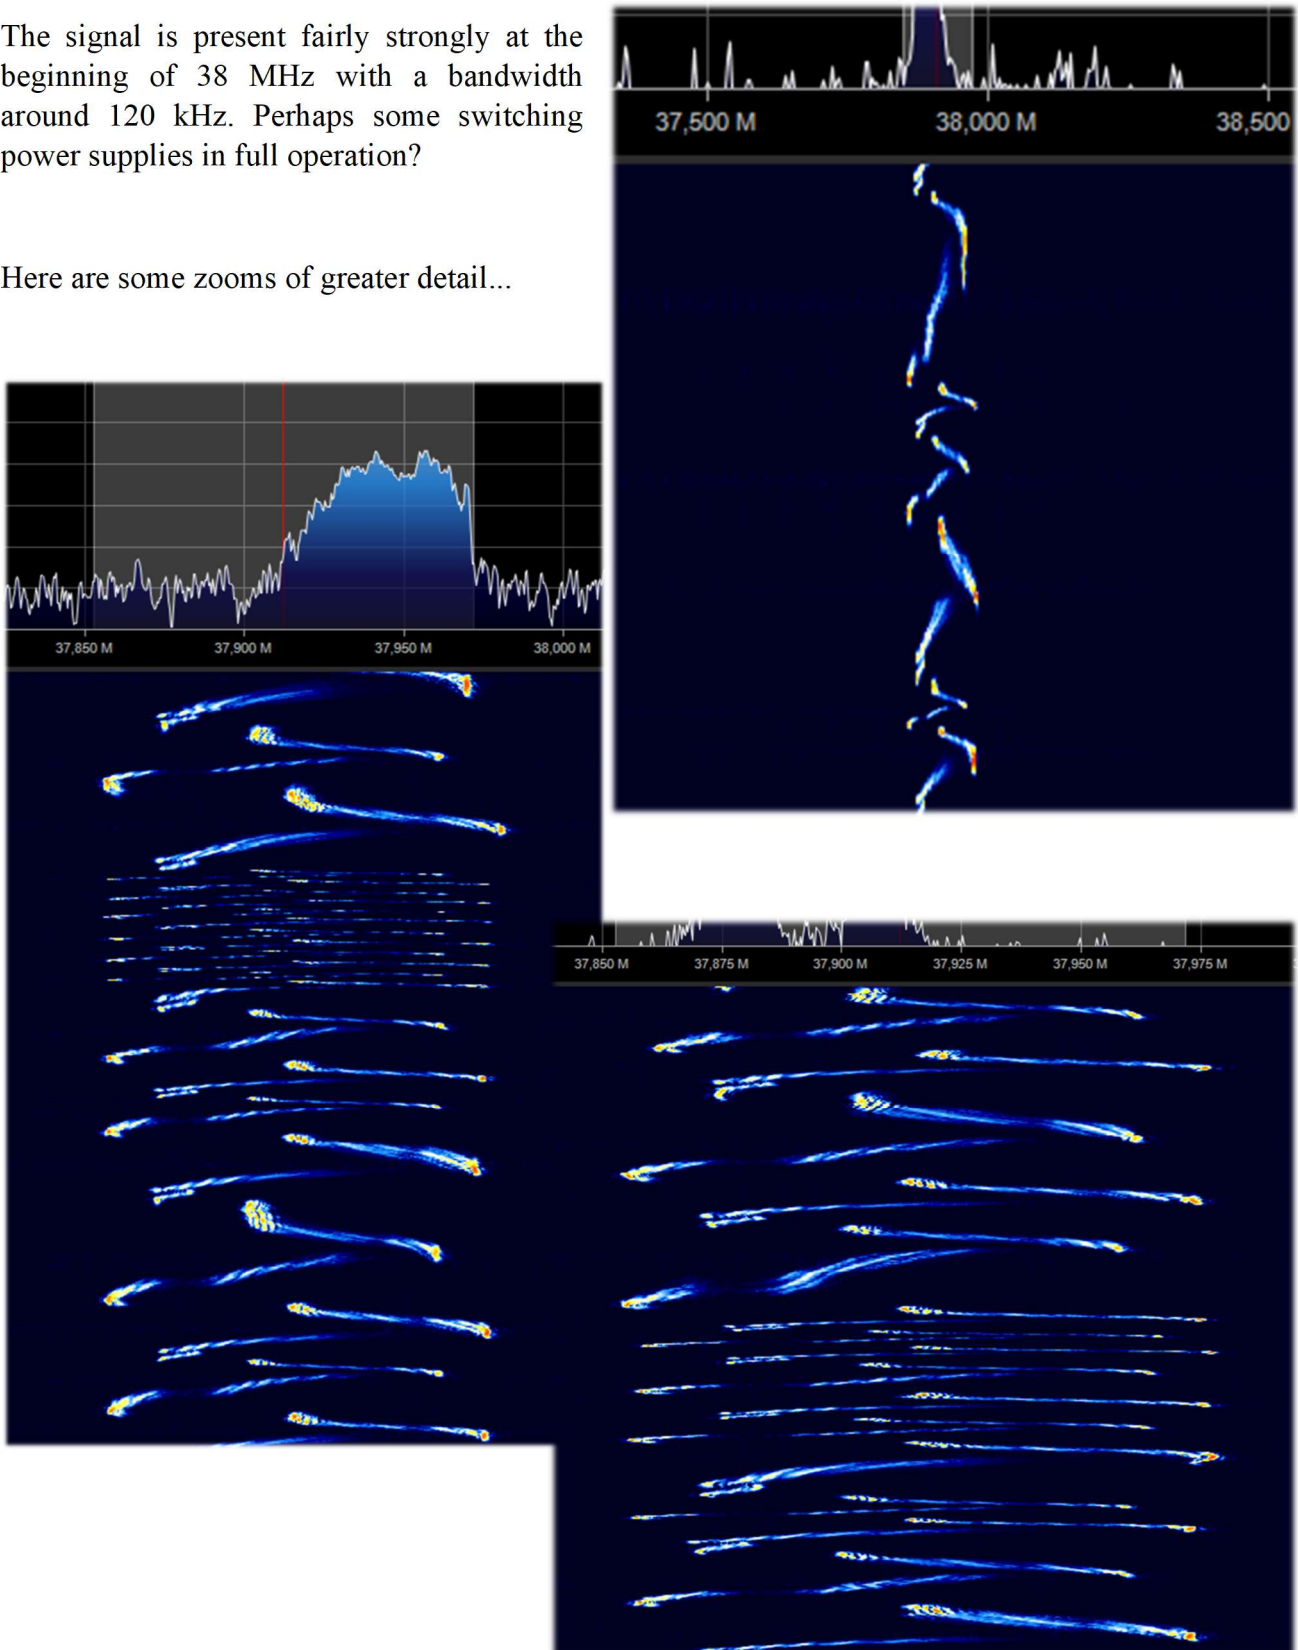 The signal is present fairly strongly at the
beginning of 38 MHz with a bandwidth
around 120 kHz. Perhaps some switching
power supplies in full operation?
37,500 M 38,000 M 38,500
Here are some zooms of greater detail...
37,850 M 37,900 M 37,950 M 38,000 M
37,850 M 37,875 M 37,900 M 37,925 M 37,950 M 37,975 M